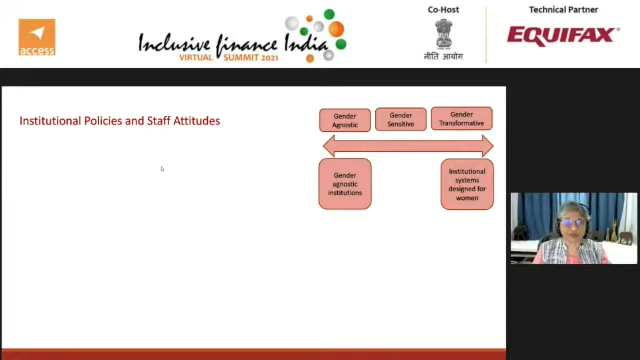 Co-Host
Technical Partner
access
Inclusive finance India
VIRTUAL SUMMIT 2021
नीति आयोग
EQUIFAX
Institutional Policies and Staff Attitudes
Gender
Agnostic
Gender
Sensitive
Gender
Transformative
Gender
agnostic
institutions
Institutional
systems
designed for
women